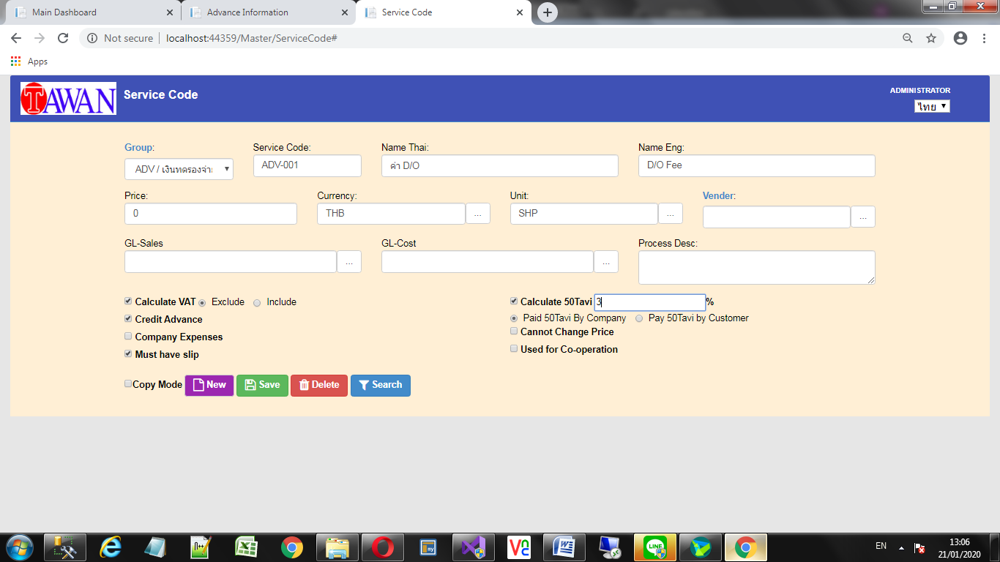 Main Dashboard
Advance Information
Service Code
Not secure
localhost:44359/Master/ServiceCode#
Apps
TAWAN
Service Code
ADMINISTRATOR
ไทย
Group:
Service Code:
Name Thai:
Name Eng:
ADV / เงินทดรองจ่าย
ADV-001
ค่า D/O
D/O Fee
Price:
Currency:
Unit:
Vender:
0
THB
...
SHP
...
...
GL-Sales
GL-Cost
Process Desc:
...
...
Calculate VAT Exclude Include
Calculate 50Tavi 3 %
Credit Advance
Paid 50Tavi By Company Pay 50Tavi by Customer
Company Expenses
Cannot Change Price
Must have slip
Used for Co-operation
Copy Mode New Save Delete Search
EN
13:06
21/01/2020